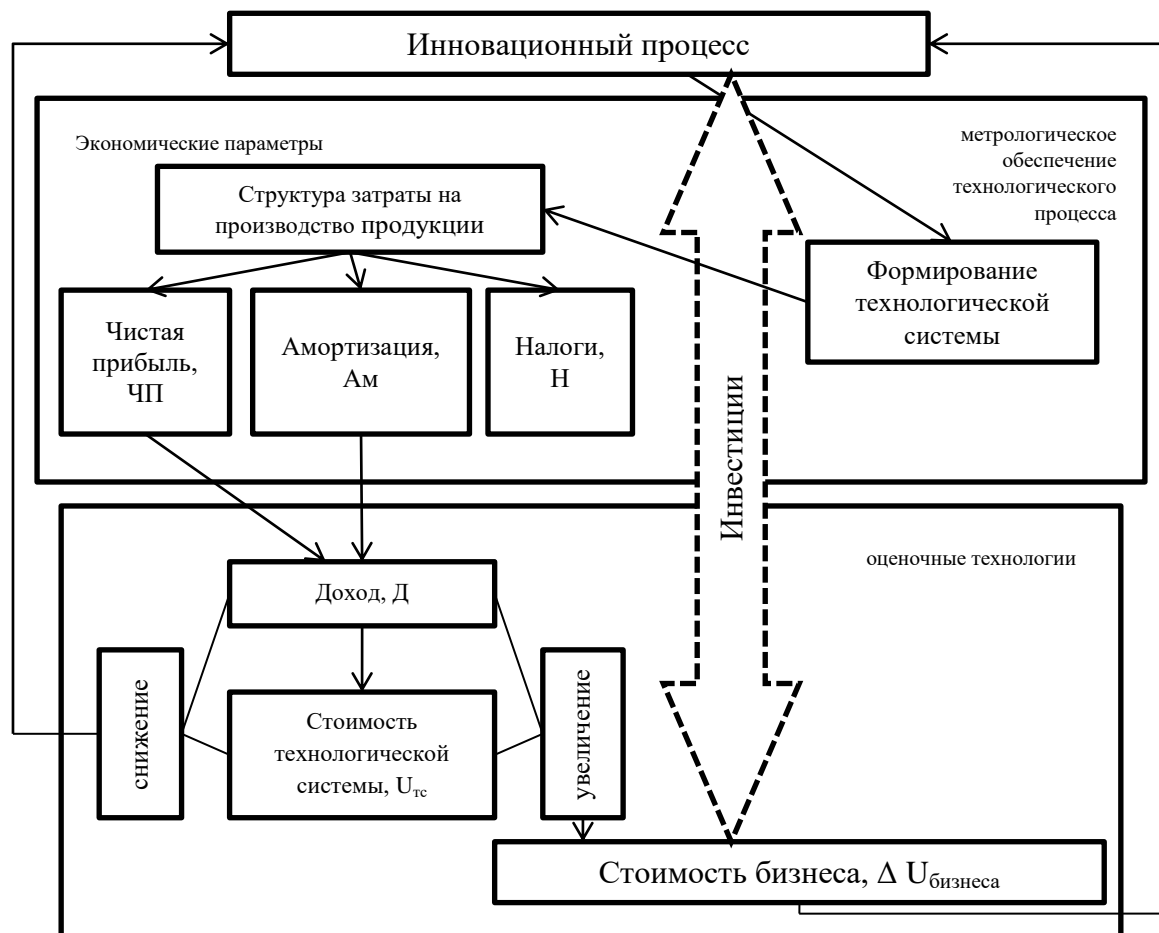 Инновационный процесс
Экономические параметры
метрологическое
обеспечение
технологического
процесса
Структура затраты на
производство продукции
Формирование
технологической
системы
Чистая
прибыль,
ЧП
Амортизация,
Ам
Налоги,
Н
Инвестиции
оценочные технологии
Доход, Д
снижение
Стоимость
технологической
системы, Uтс
увеличение
Стоимость бизнеса, Δ Uбизнеса